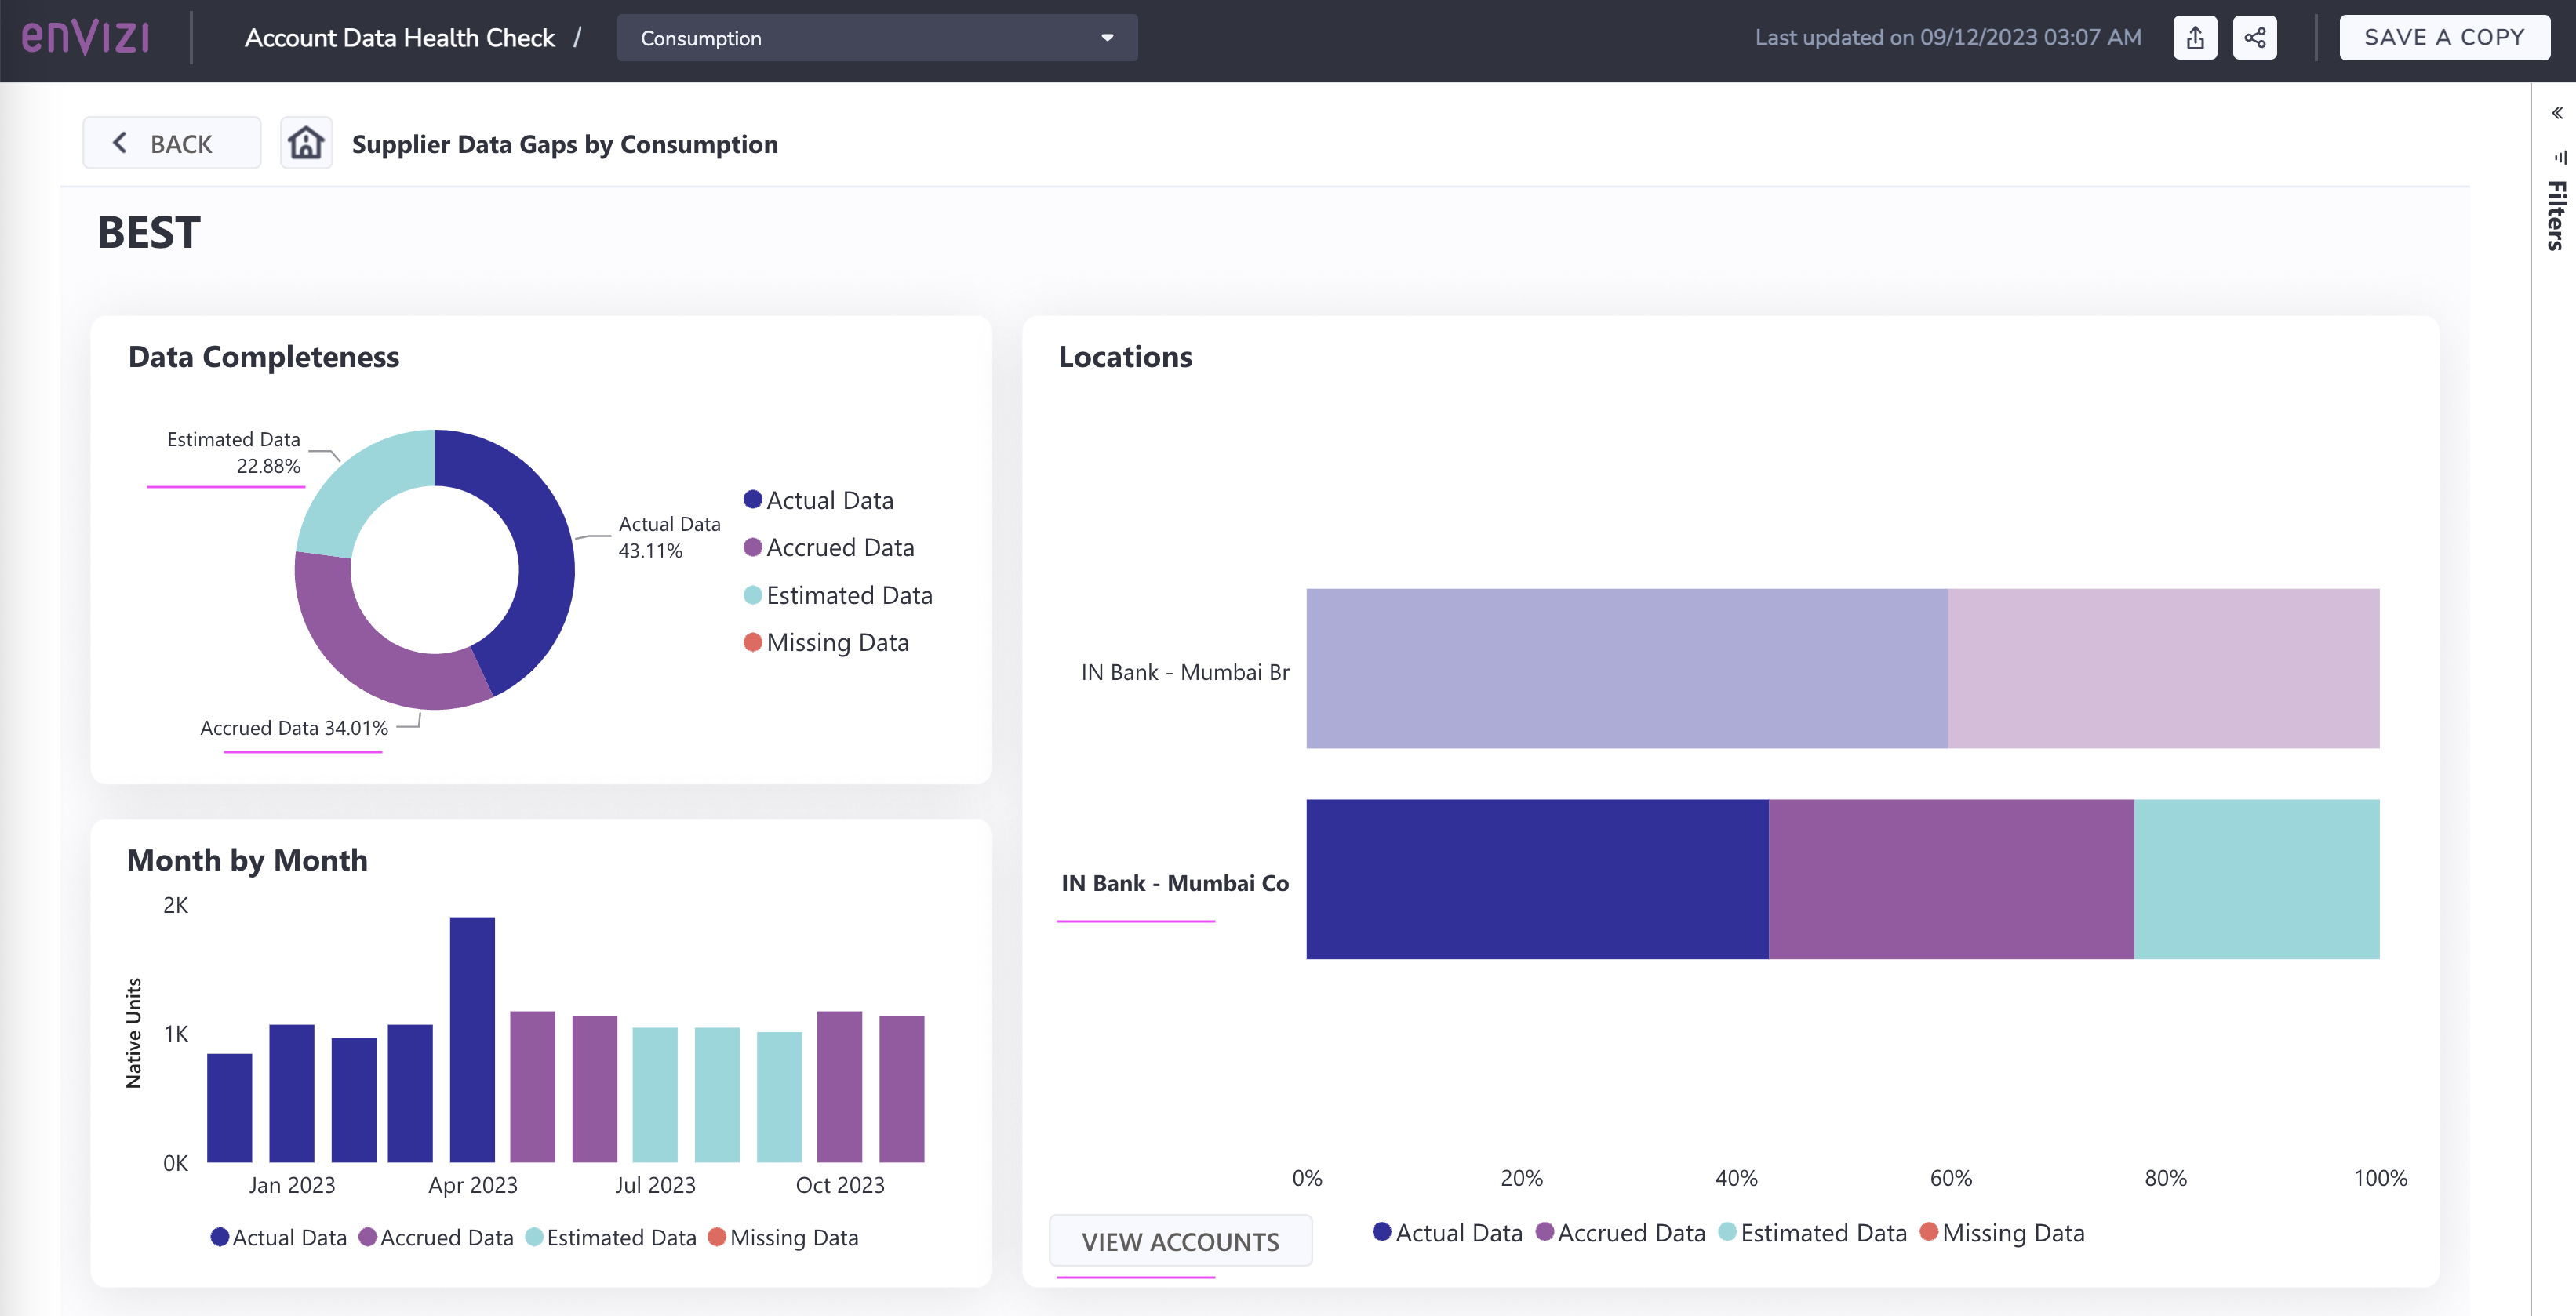 enVIZI
Account Data Health Check /
Consumption
Last updated on 09/12/2023 03:07 AM
SAVE A COPY
BACK
Supplier Data Gaps by Consumption
Filters
BEST
Data Completeness
Estimated Data
22.88%
Actual Data
43.11%
Accrued Data 34.01%
Actual Data
Accrued Data
Estimated Data
Missing Data
Month by Month
Native Units
2K
1K
0K
Jan 2023
Apr 2023
Jul 2023
Oct 2023
Actual Data Accrued Data Estimated Data Missing Data
Locations
IN Bank - Mumbai Br
IN Bank - Mumbai Co
0% 20% 40% 60% 80% 100%
VIEW ACCOUNTS
Actual Data Accrued Data Estimated Data Missing Data